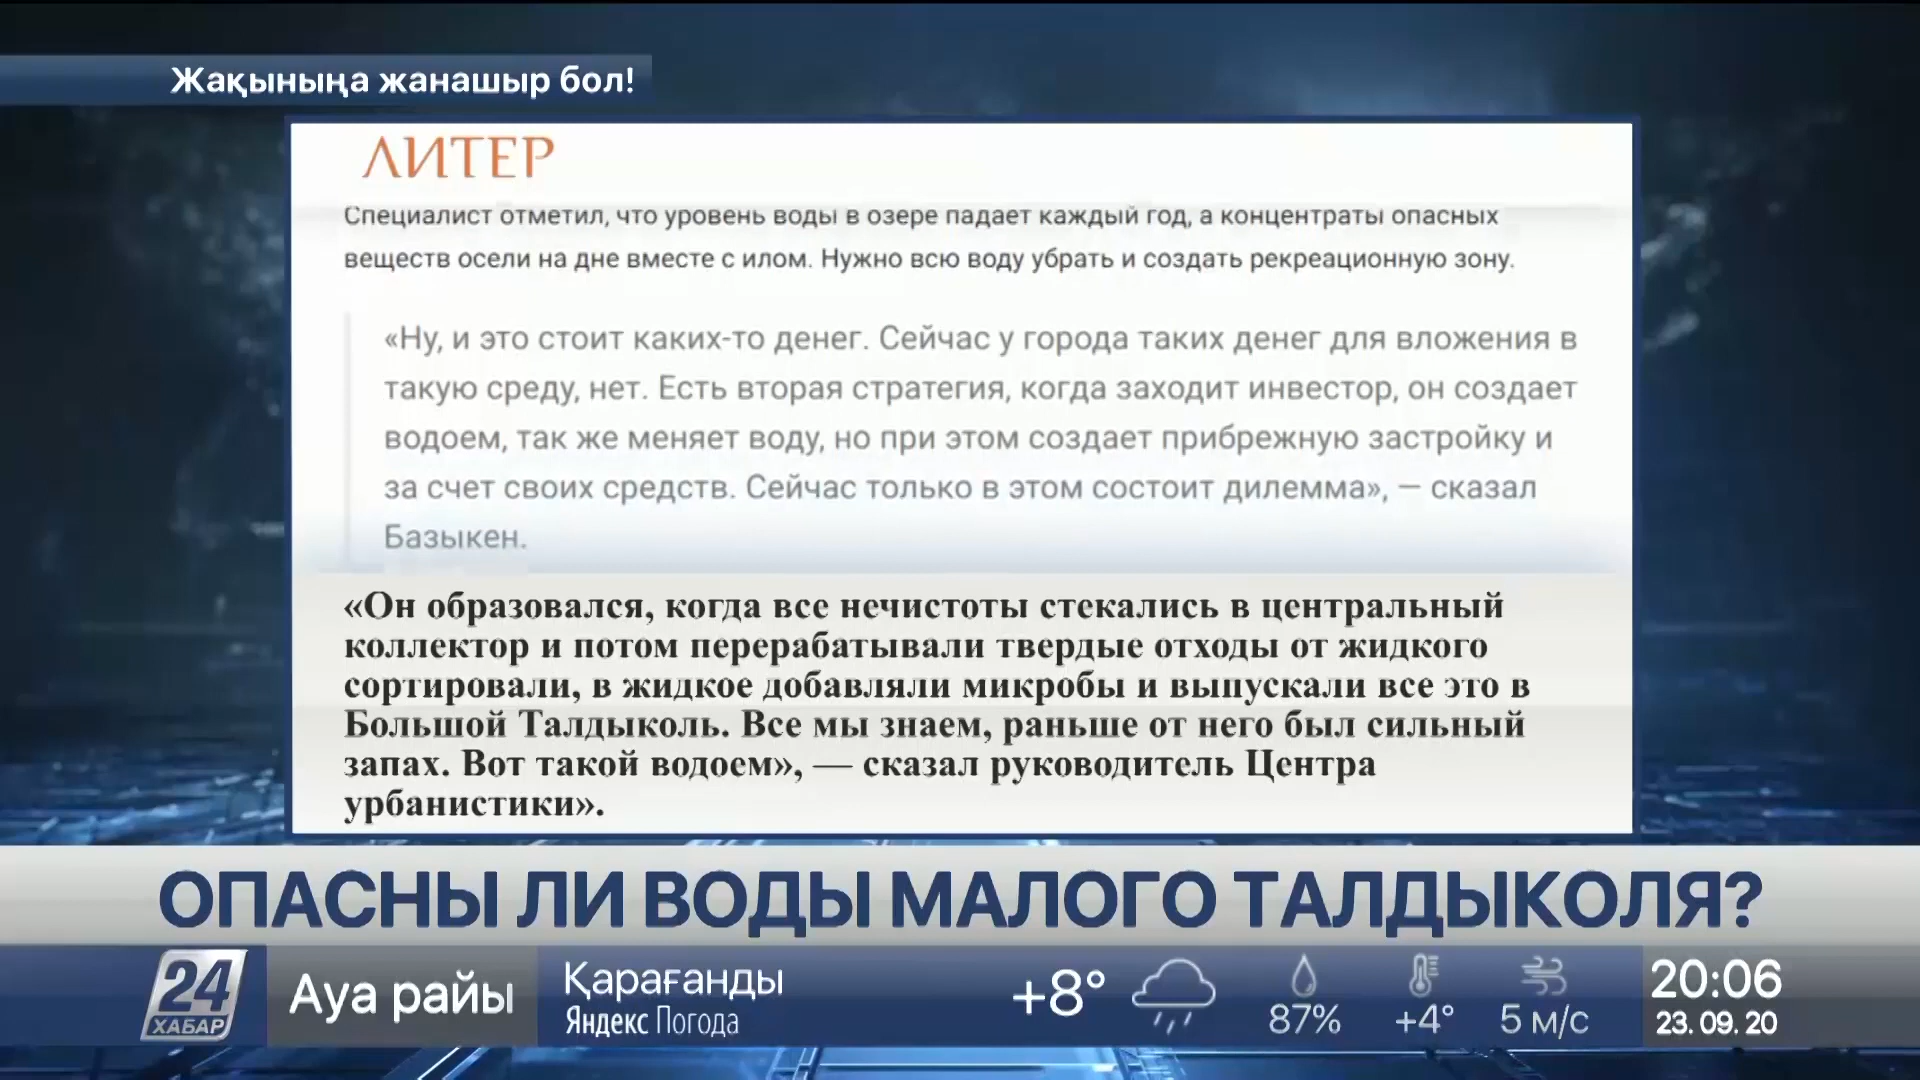 Жақыныңа жанашыр бол!
ЛИТЕР
Специалист отметил, что уровень воды в озере падает каждый год, а концентраты опасных
веществ осели на дне вместе с илом. Нужно всю воду убрать и создать рекреационную зону.
«Ну, и это стоит каких-то денег. Сейчас у города таких денег для вложения в
такую среду, нет. Есть вторая стратегия, когда заходит инвестор, он создает
водоем, так же меняет воду, но при этом создает прибрежную застройку и
за счет своих средств. Сейчас только в этом состоит дилемма», — сказал
Базыкен.
«Он образовался, когда все нечистоты стекались в центральный
коллектор и потом перерабатывали твердые отходы от жидкого
сортировали, в жидкое добавляли микробы и выпускали все это в
Большой Талдыколь. Все мы знаем, раньше от него был сильный
запах. Вот такой водоем», — сказал руководитель Центра
урбанистики».
ОПАСНЫ ЛИ ВОДЫ МАЛОГО ТАЛДЫКОЛЯ?
24
ХАБАР
Ауа райы
Қарағанды
Яндекс Погода
+8°
87%
+4°
5 м/с
20:06
23. 09. 20